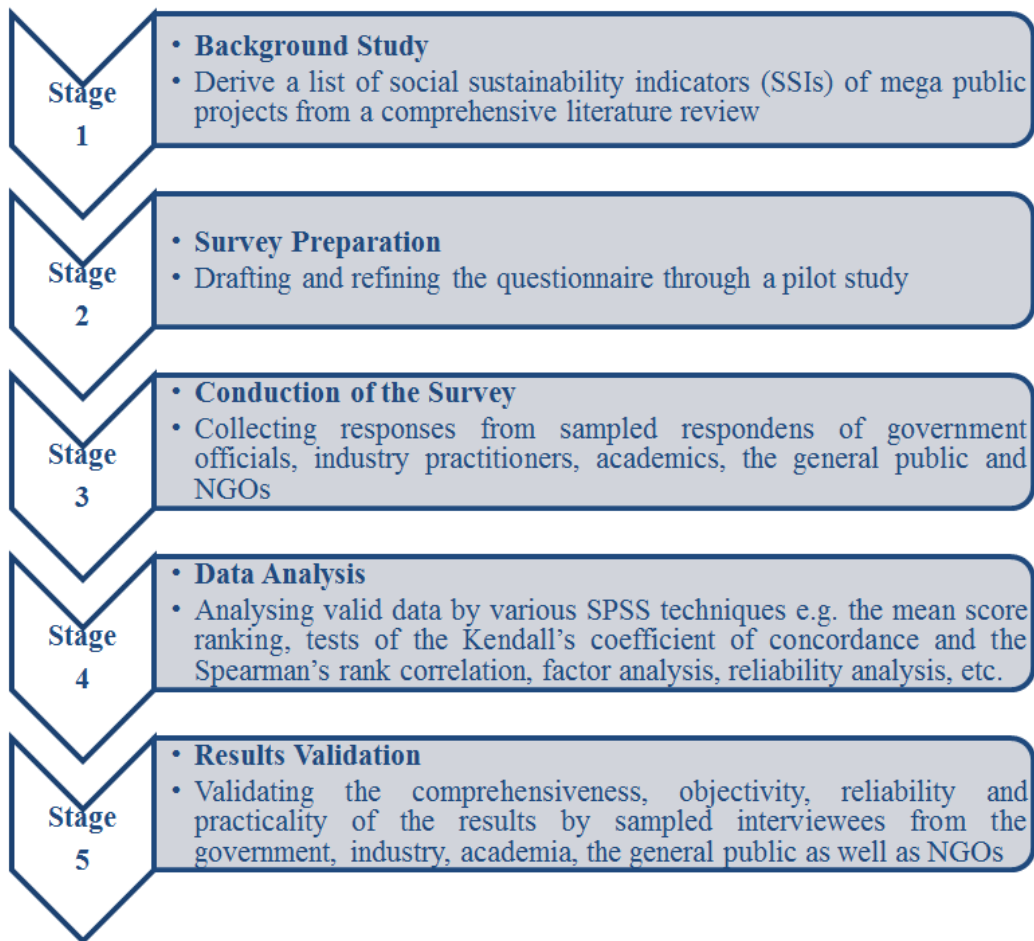 Stage
1
• Background Study
• Derive a list of social sustainability indicators (SSIs) of mega public
projects from a comprehensive literature review
Stage
2
• Survey Preparation
• Drafting and refining the questionnaire through a pilot study
Stage
3
• Conduction of the Survey
• Collecting responses from sampled respondens of government
officials, industry practitioners, academics, the general public and
NGOs
Stage
4
• Data Analysis
• Analysing valid data by various SPSS techniques e.g. the mean score
ranking, tests of the Kendall's coefficient of concordance and the
Spearman's rank correlation, factor analysis, reliability analysis, etc.
Stage
5
• Results Validation
• Validating the comprehensiveness, objectivity, reliability and
practicality of the results by sampled interviewees from the
government, industry, academia, the general public as well as NGOs